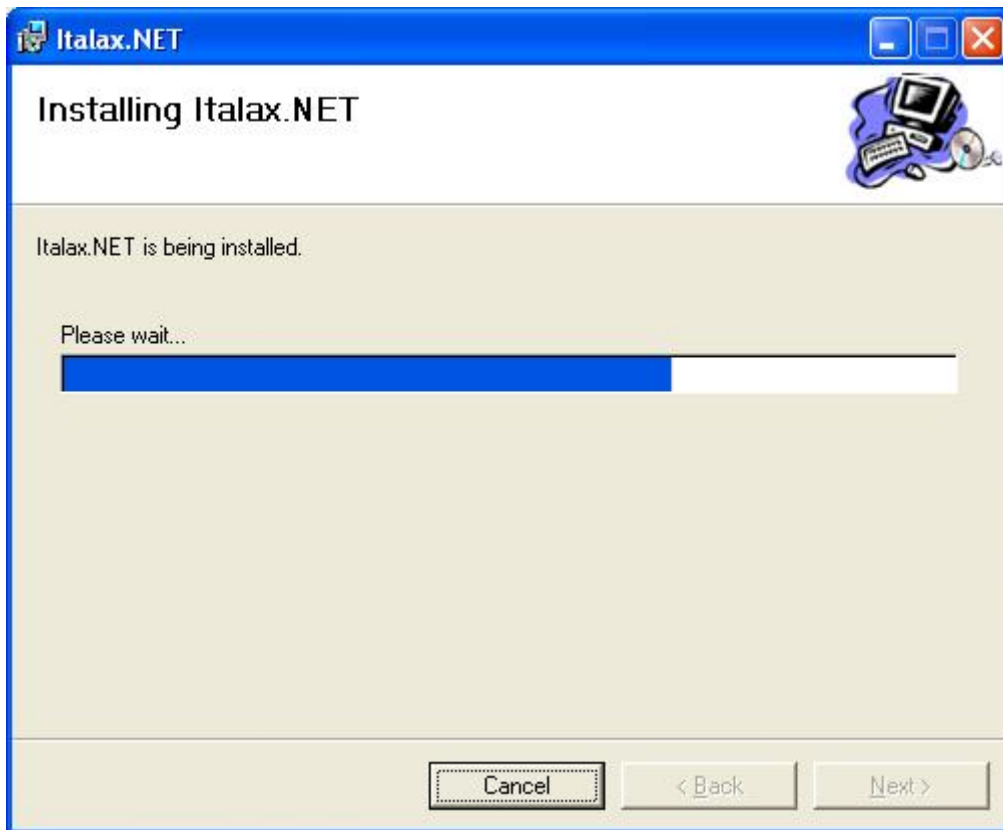 Italax.NET
Installing Italax.NET
Italax.NET is being installed.
Please wait...
Cancel
< Back
Next >